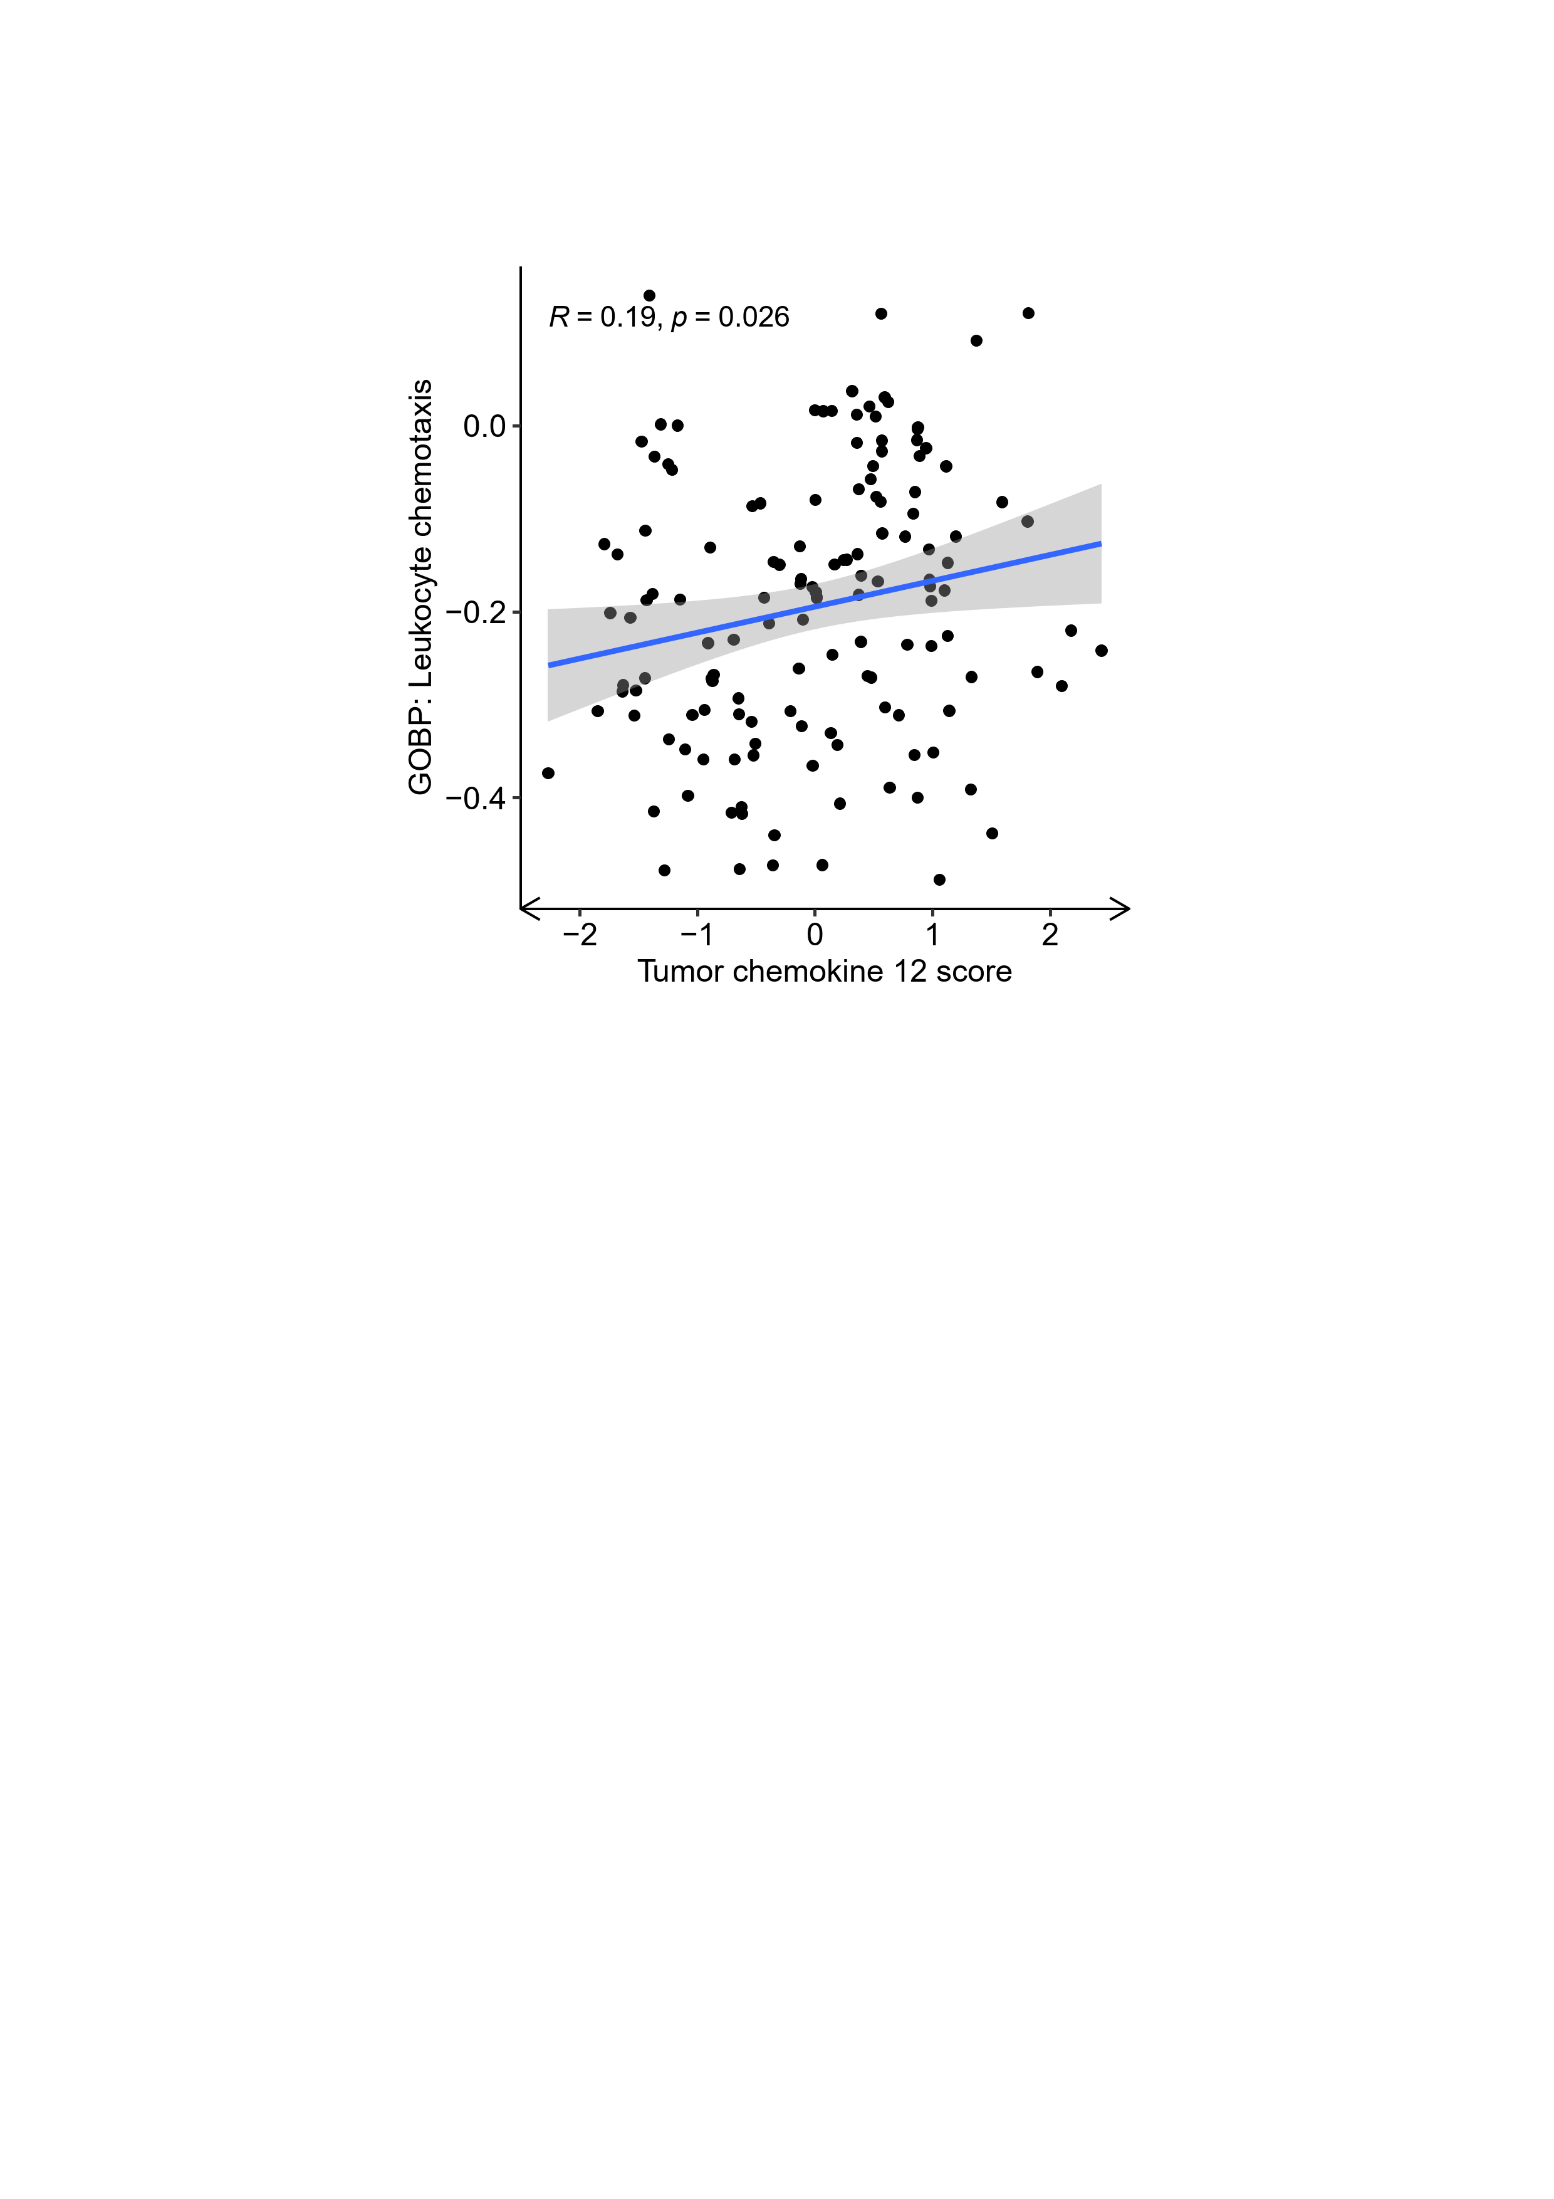 R = 0.19, p = 0.026
GOBP: Leukocyte chemotaxis
0.0
−0.2
−0.4
−2 −1 0 1 2
Tumor chemokine 12 score